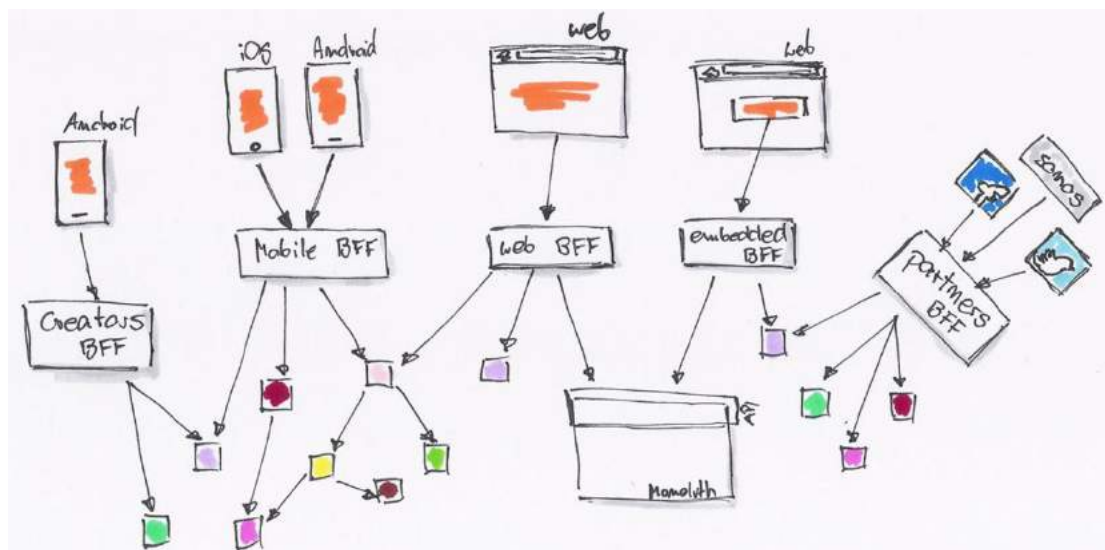 iOS
Android
web
web
Android
sonos
Mobile BFF
web BFF
embedded
BFF
partners
BFF
Creators
BFF
Monolith